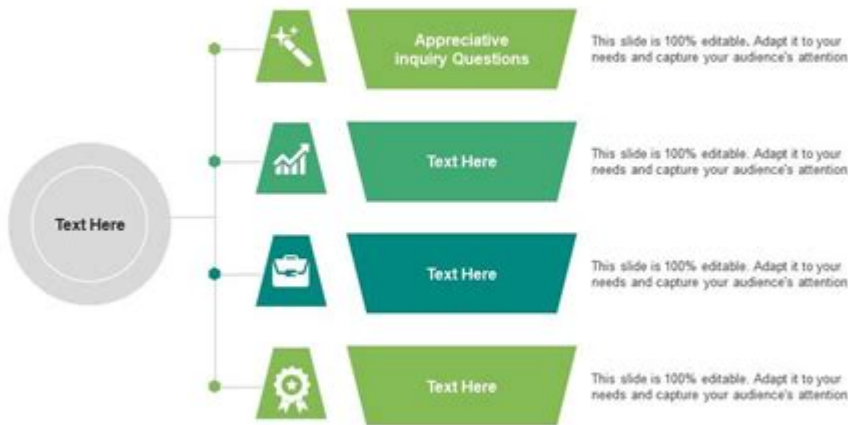 Appreciative
Inquiry Questions
This slide is 100% editable. Adapt it to your
needs and capture your audience's attention
Text Here
This slide is 100% editable. Adapt it to your
needs and capture your audience's attention
Text Here
Text Here
This slide is 100% editable. Adapt it to your
needs and capture your audience's attention
Text Here
This slide is 100% editable. Adapt it to your
needs and capture your audience's attention